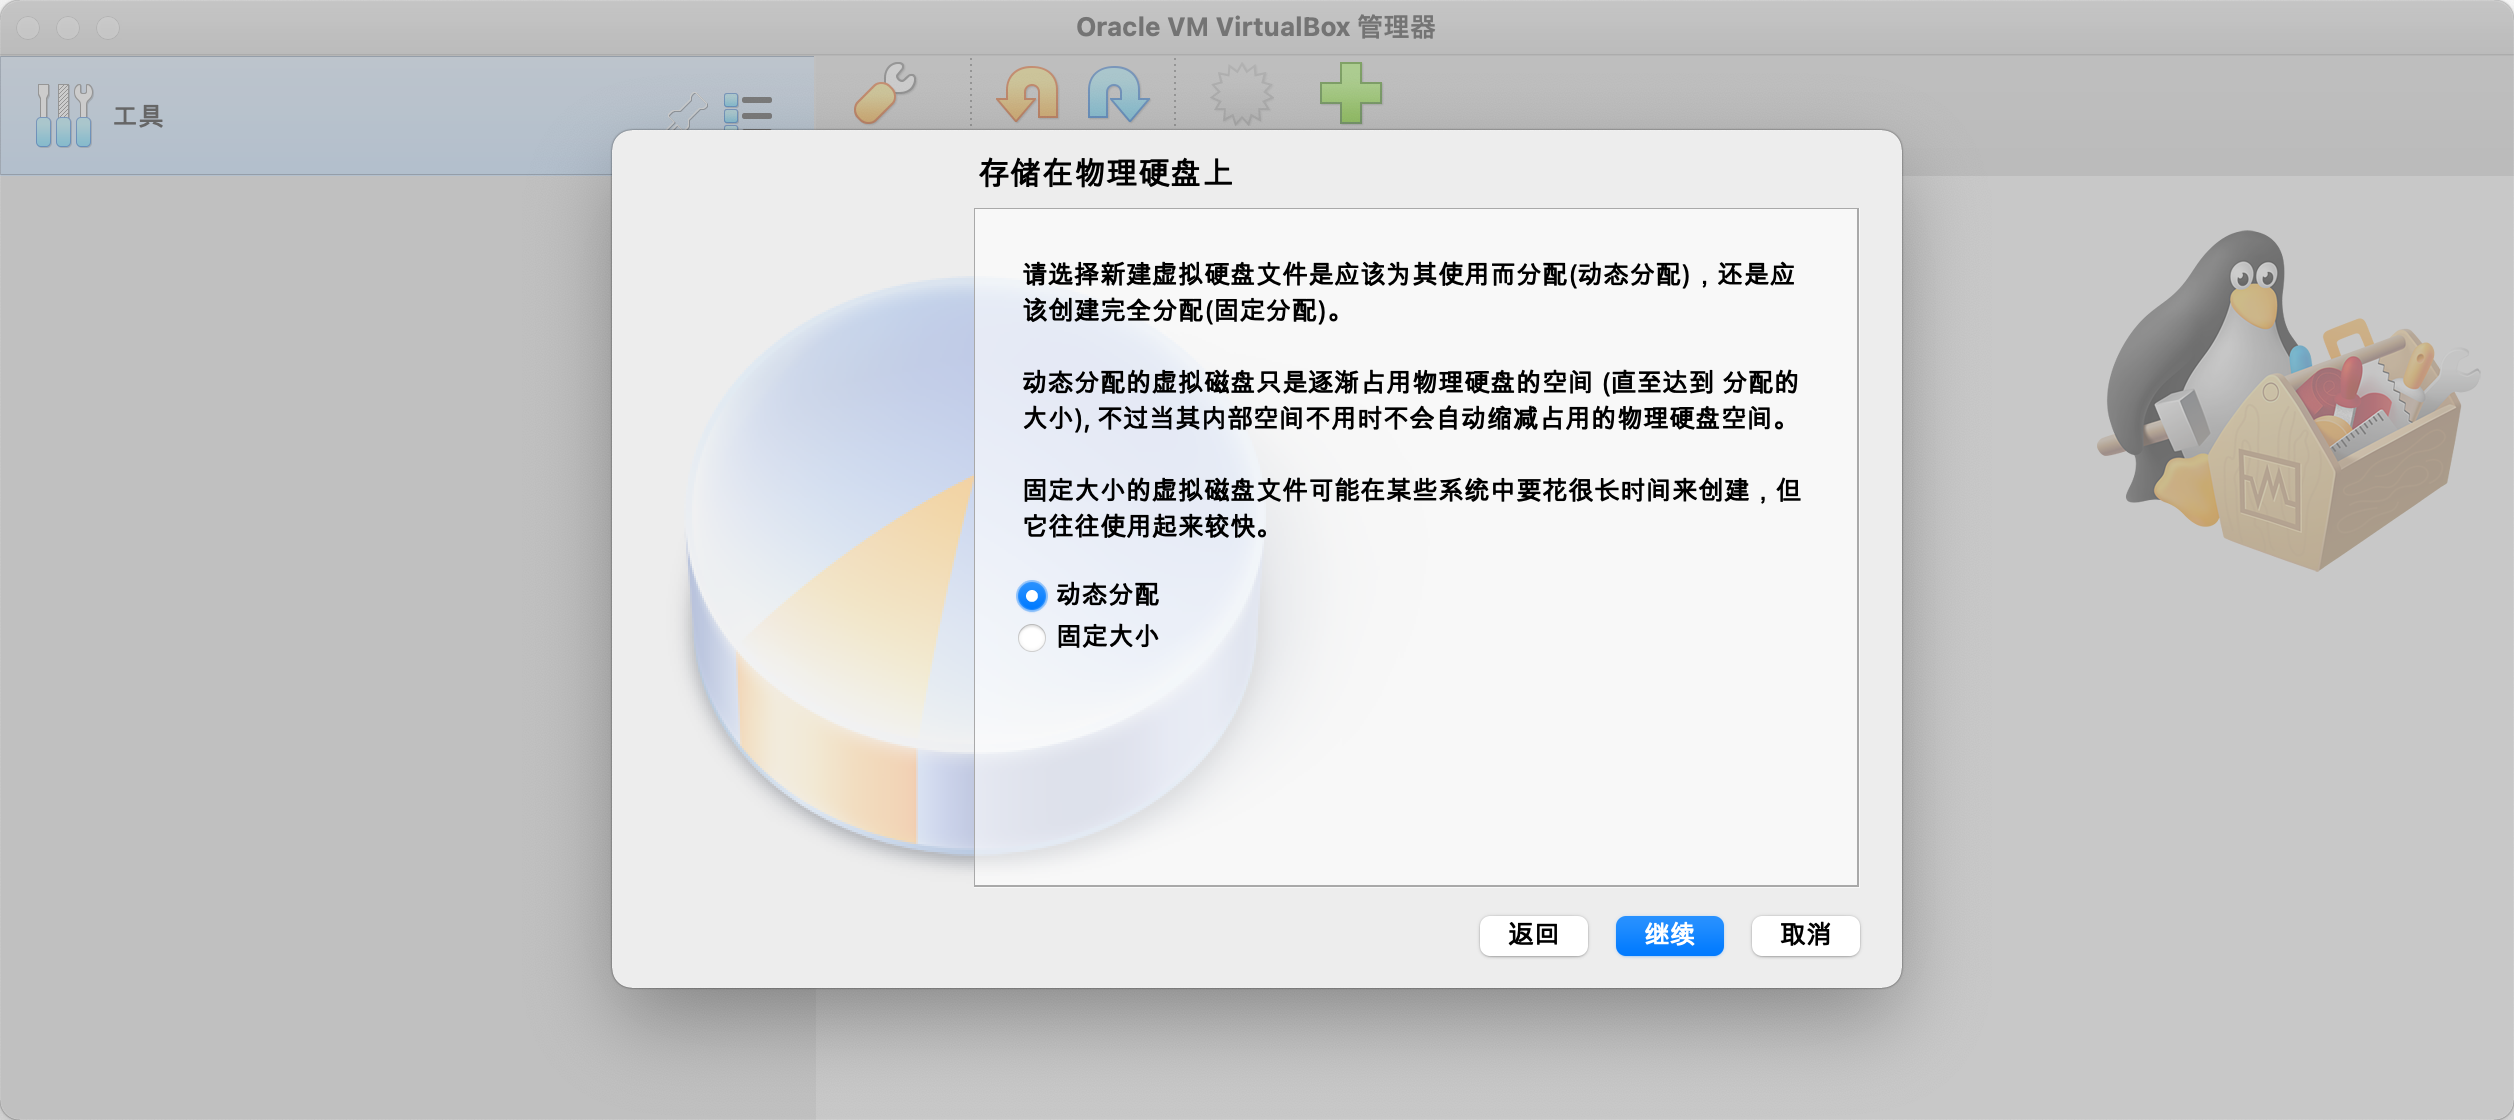 Oracle VM VirtualBox 管理器
工具
存储在物理硬盘上
请选择新建虚拟硬盘文件是应该为其使用而分配(动态分配)，还是应
该创建完全分配(固定分配)。
动态分配的虚拟磁盘只是逐渐占用物理硬盘的空间 (直至达到 分配的
大小), 不过当其内部空间不用时不会自动缩减占用的物理硬盘空间。
固定大小的虚拟磁盘文件可能在某些系统中要花很长时间来创建，但
它往往使用起来较快。
动态分配
固定大小
返回
继续
取消